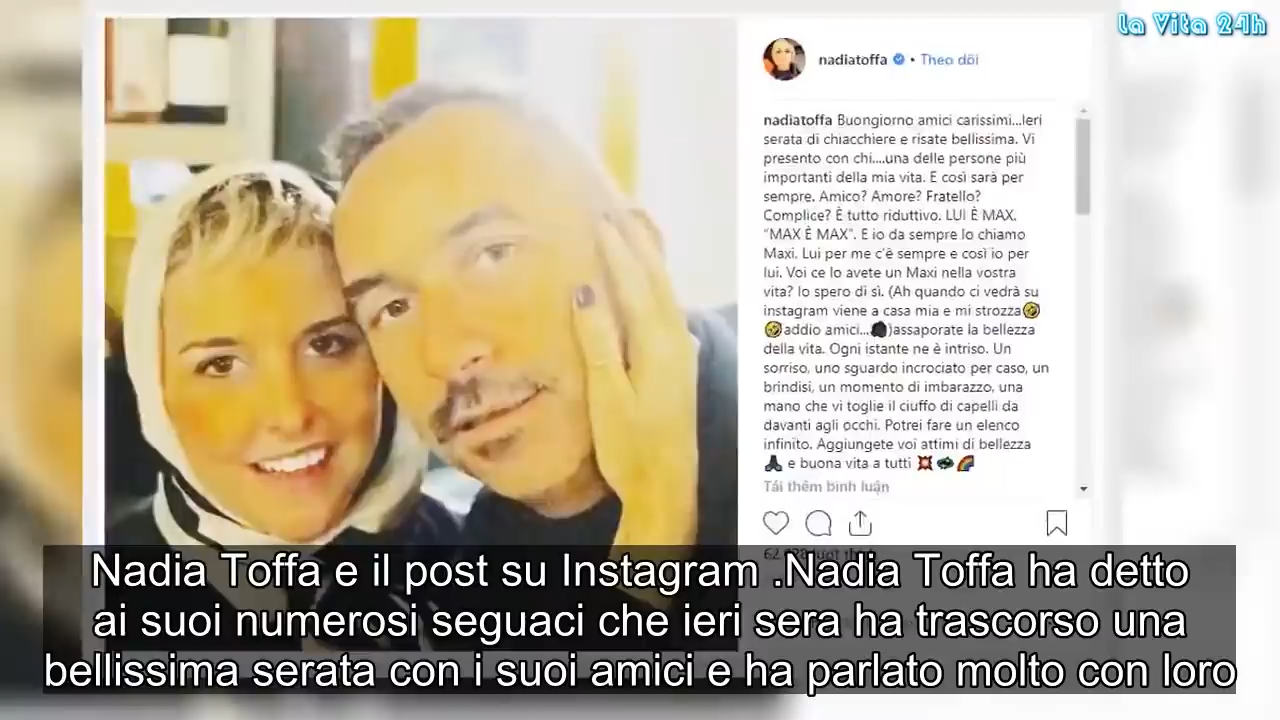 la Vita 24h
nadiatoffa • Theo dõi
nadiatoffa Buongiorno amici carissimi...Ieri
serata di chiacchiere e risate bellissima. Vi
presento con chi....una delle persone più
importanti della mia vita. E così sarà per
sempre. Amico? Amore? Fratello?
Complice? È tutto riduttivo. LUI È MAX.
"MAX È MAX". E io da sempre lo chiamo
Maxi. Lui per me c'è sempre e così io per
lui. Voi ce lo avete un Maxi nella vostra
vita? Io spero di sì. (Ah quando ci vedrà su
instagram viene a casa mia e mi strozza🤣
🤣addio amici...)assaporate la bellezza
della vita. Ogni istante ne è intriso. Un
sorriso, uno sguardo incrociato per caso, un
brindisi, un momento di imbarazzo, una
mano che vi toglie il ciuffo di capelli da
davanti agli occhi. Potrei fare un elenco
infinito. Aggiungete voi attimi di bellezza
e buona vita a tutti 💥 🌈
Tải thêm bình luận
Nadia Toffa e il post su Instagram .Nadia Toffa ha detto
ai suoi numerosi seguaci che ieri sera ha trascorso una
bellissima serata con i suoi amici e ha parlato molto con loro